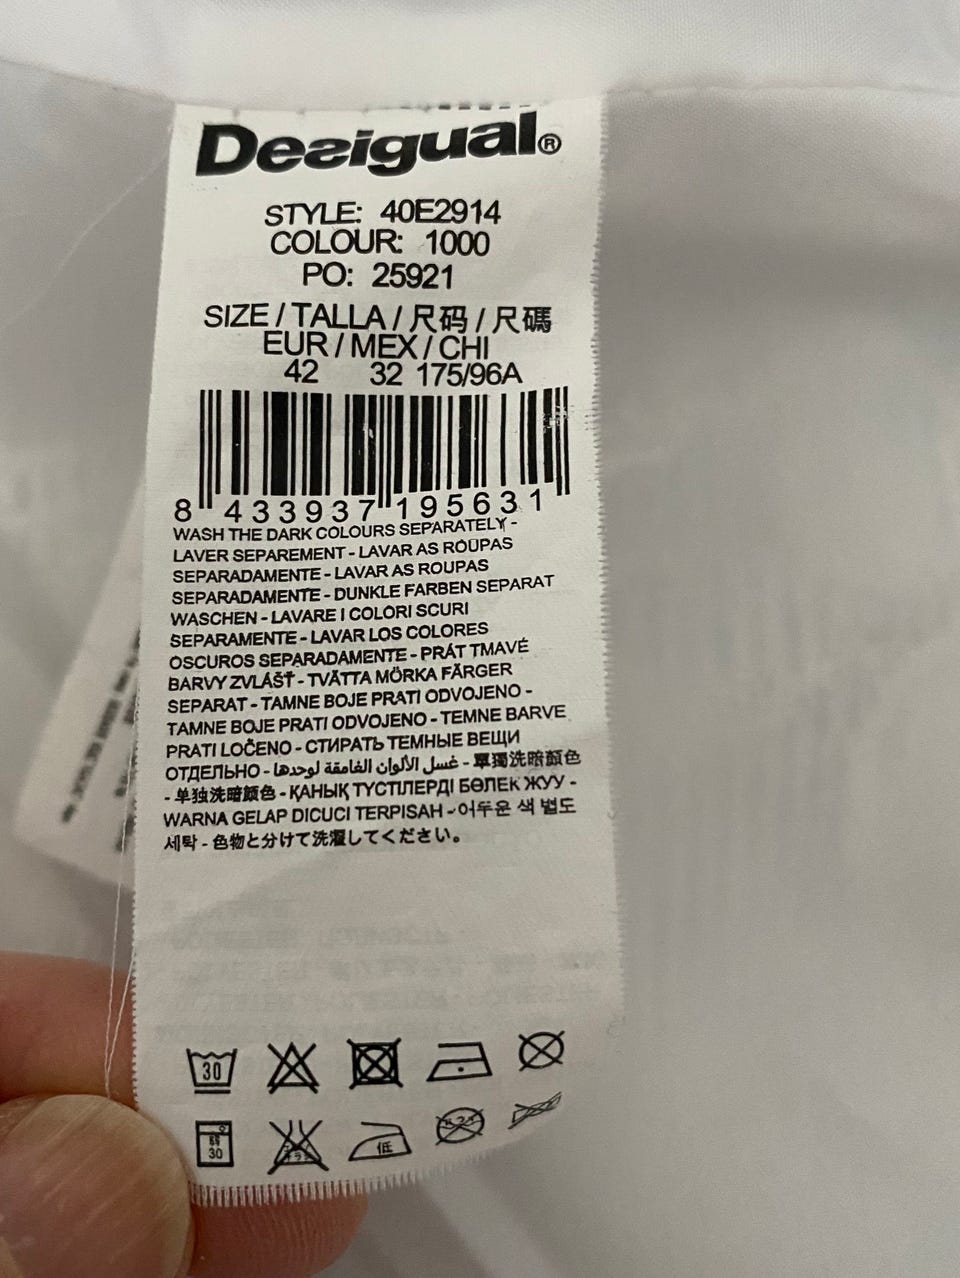 Desigual®
STYLE: 40E2914
COLOUR: 1000
PO: 25921
SIZE / TALLA / 尺码 / 尺碼
EUR / MEX / CHI
42 32 175/96A
8 433937 195631
WASH THE DARK COLOURS SEPARATELY -
LAVER SEPAREMENT - LAVAR AS ROUPAS
SEPARADAMENTE - LAVAR AS ROUPAS
SEPARADAMENTE - DUNKLE FARBEN SEPARAT
WASCHEN - LAVARE I COLORI SCURI
SEPARAMENTE - LAVAR LOS COLORES
OSCUROS SEPARADAMENTE - PRÁT TMAVÉ
BARVY ZVLÁŠŤ - TVÄTTA MÖRKA FÄRGER
SEPARAT - TAMNE BOJE PRATI ODVOJENO -
TAMNE BOJE PRATI ODVOJENO - TEMNE BARVE
PRATI LOČENO - СТИРАТЬ ТЕМНЫЕ ВЕЩИ
ОТДЕЛЬНО - غسل الألوان الغامقة لوحدها - 單獨洗暗顏色
- 单独洗暗颜色 - ҚАНЫҚ ТҮСТІЛЕРДІ БӨЛЕК ЖУУ -
WARNA GELAP DICUCI TERPISAH - 어두운 색 별도
세탁 - 色物と分けて洗濯してください。
30
30
低